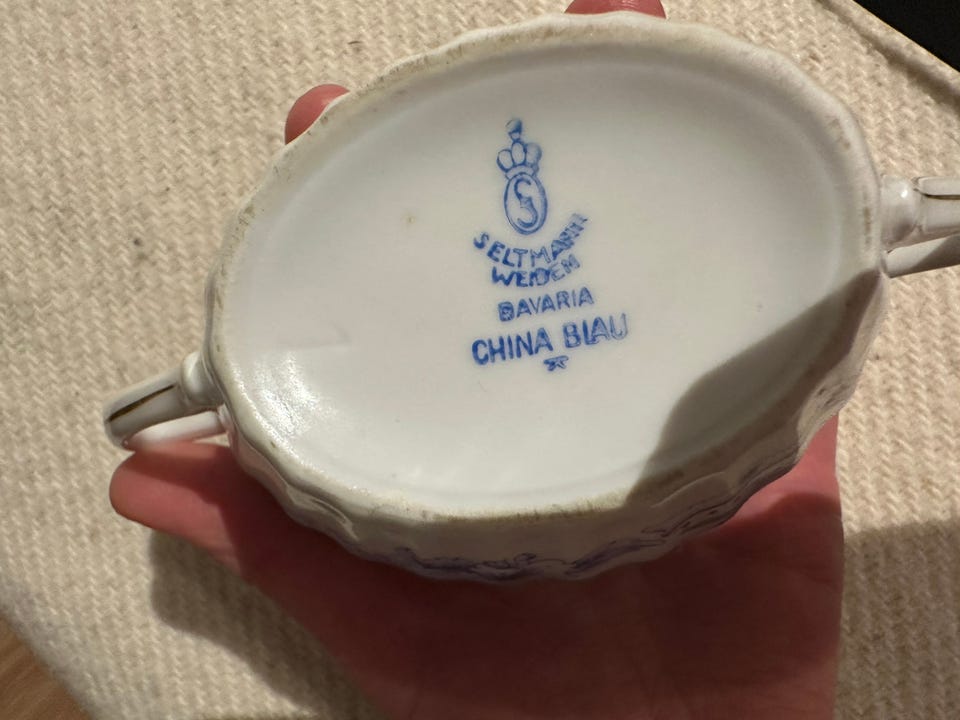 S
SELTMANN
WEIDEN
BAVARIA
CHINA BLAU